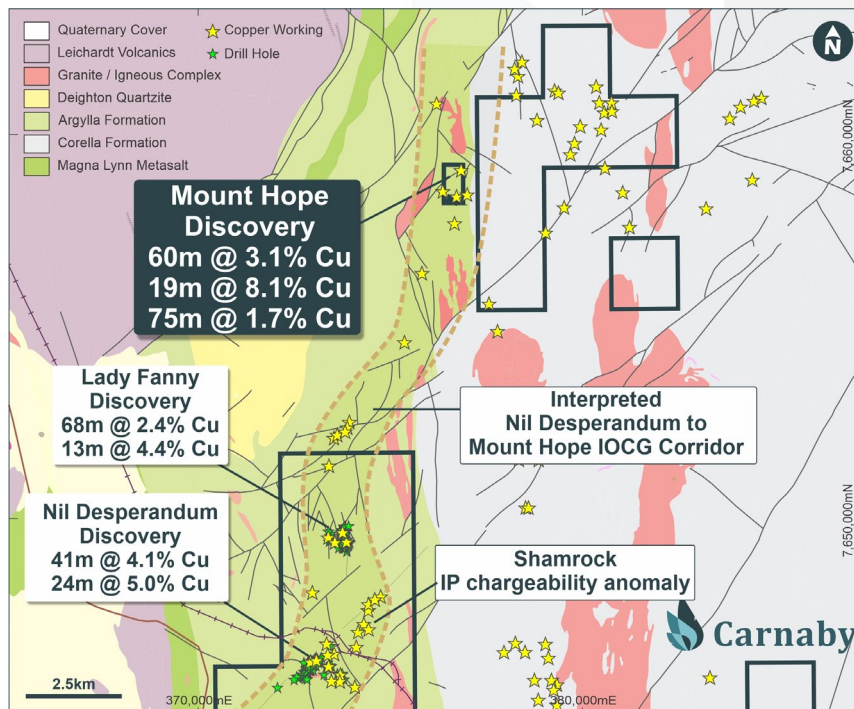 Quaternary Cover
Copper Working
Leichardt Volcanics
Drill Hole
Granite / Igneous Complex
Deighton Quartzite
Argylla Formation
Corella Formation
Magna Lynn Metasalt
N
7,660,000mN
Mount Hope
Discovery
60m @ 3.1% Cu
19m @ 8.1% Cu
75m @ 1.7% Cu
Lady Fanny
Discovery
68m @ 2.4% Cu
13m @ 4.4% Cu
Interpreted
Nil Desperandum to
Mount Hope IOCG Corridor
Nil Desperandum
Discovery
41m @ 4.1% Cu
24m @ 5.0% Cu
7,650,000mN
Shamrock
IP chargeability anomaly
Carnaby
2.5km
370,000mE
380,000mE